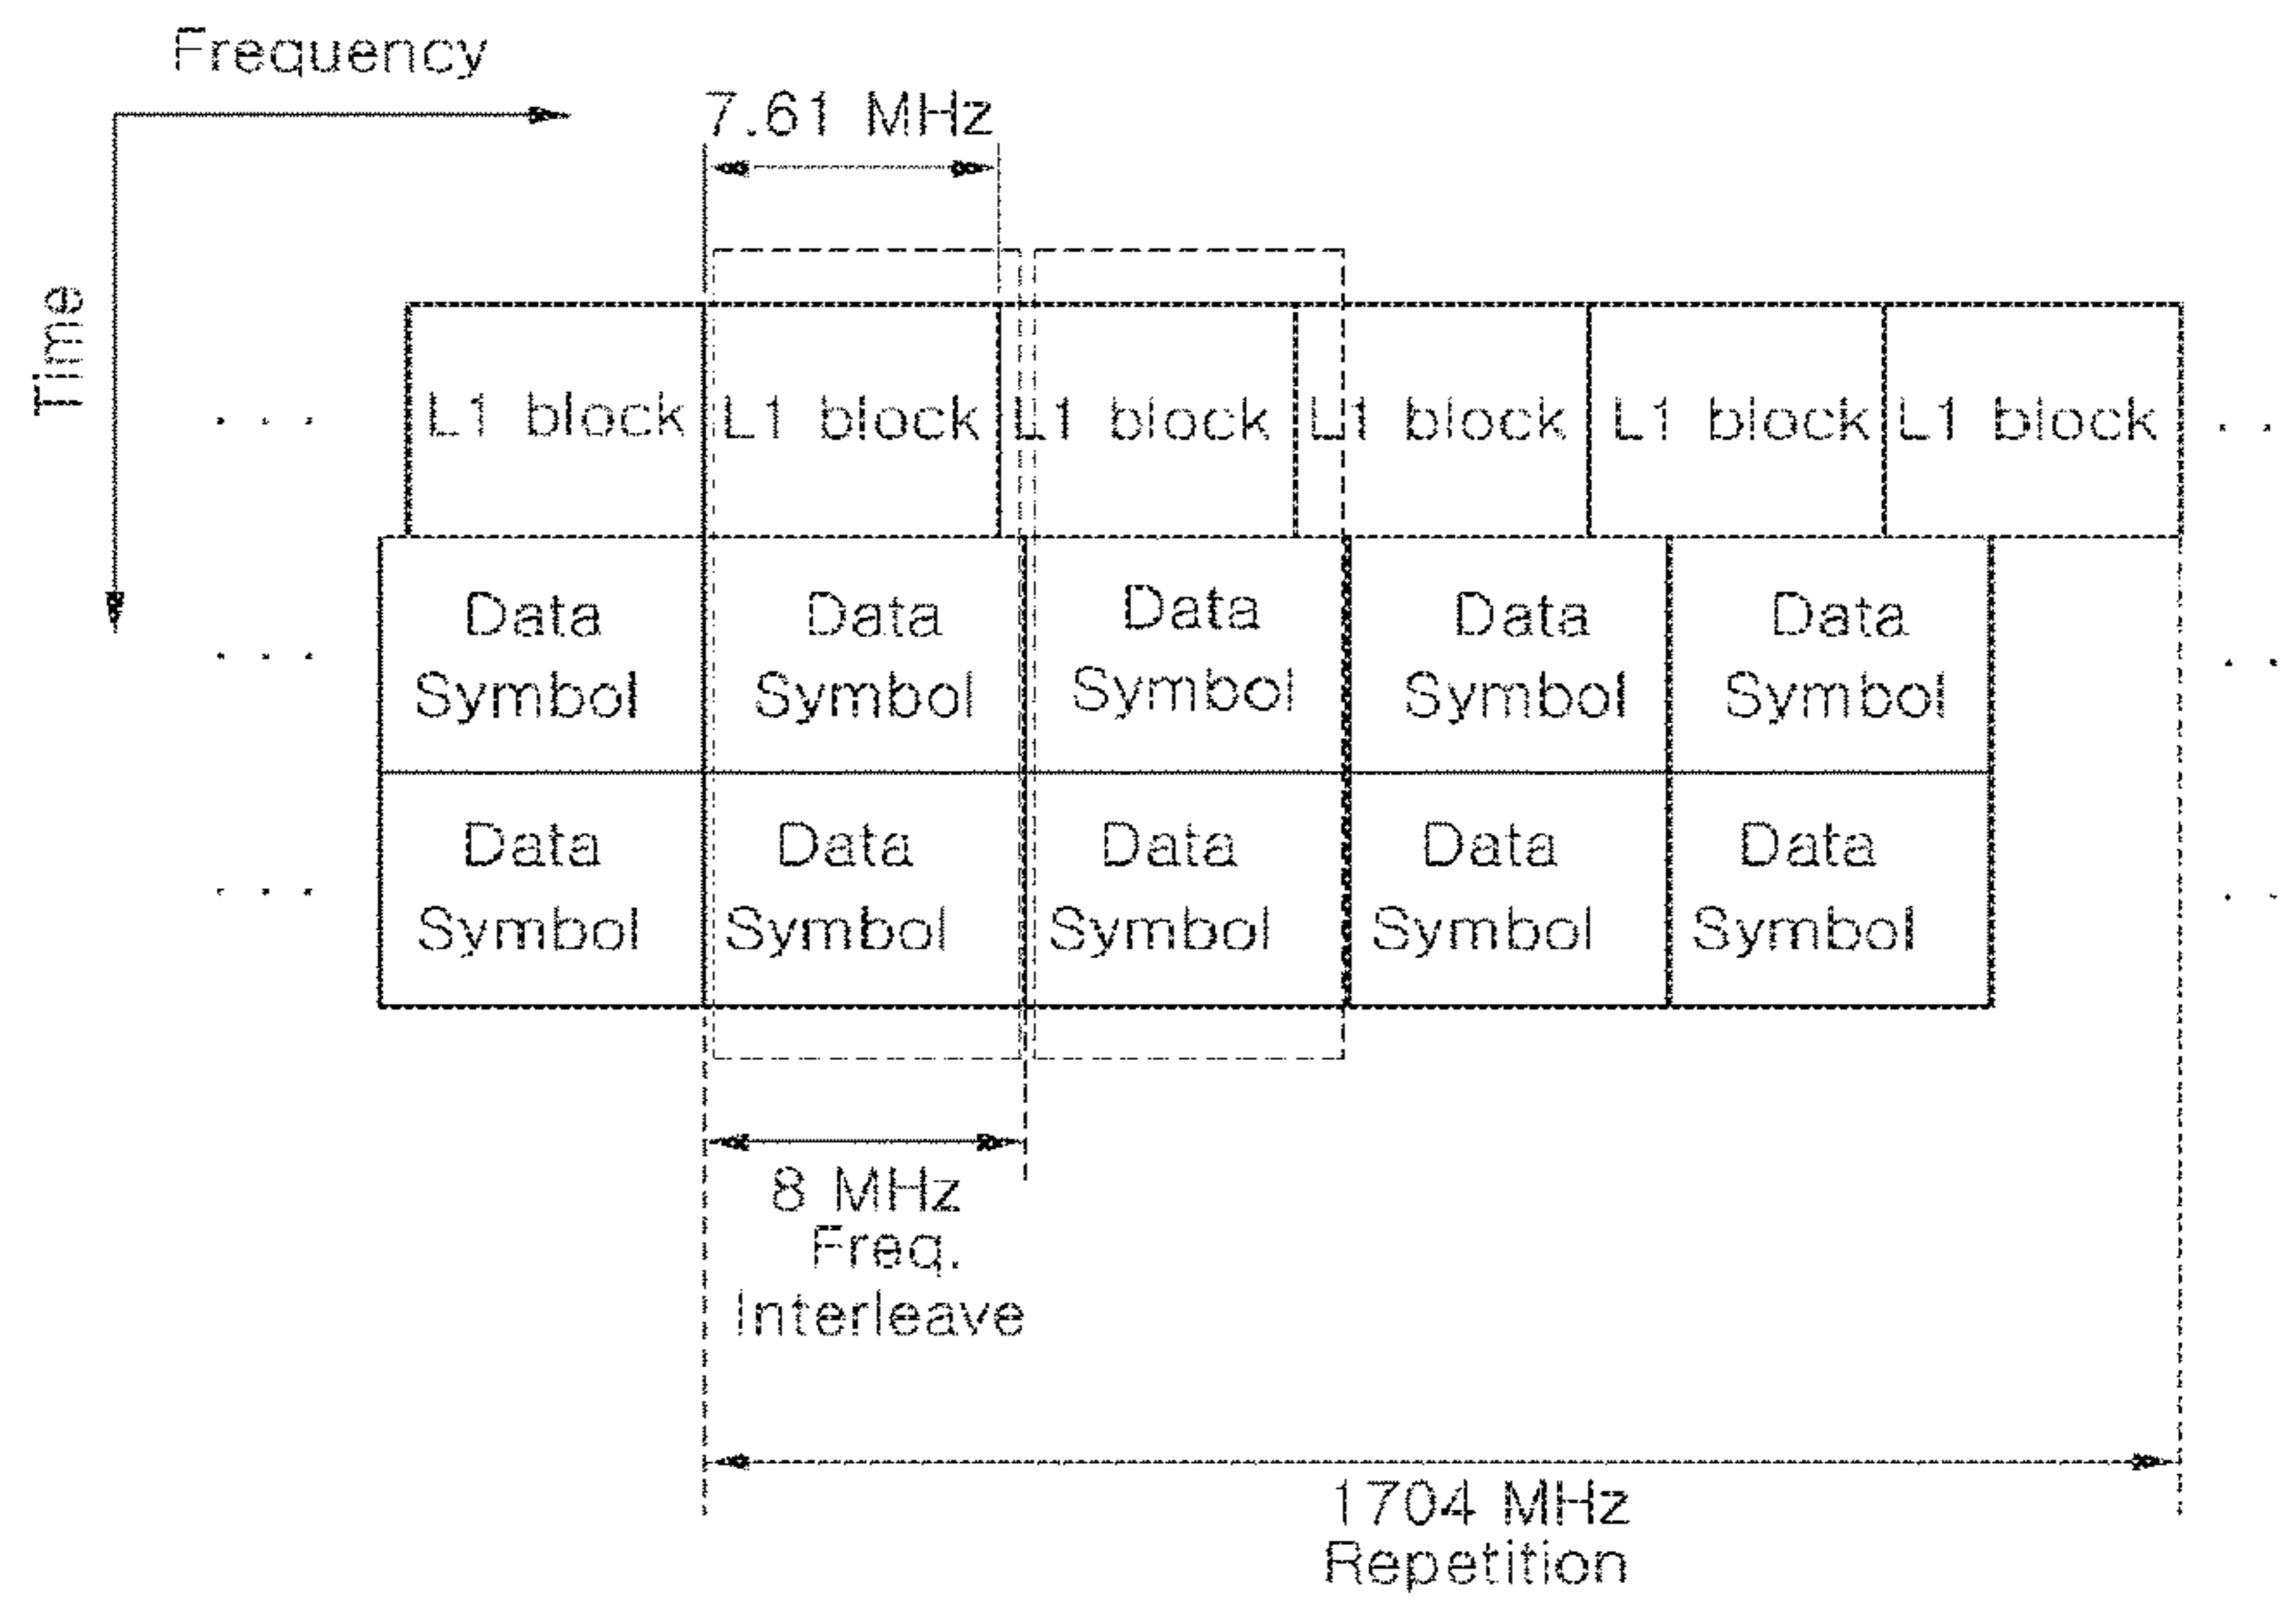 Frequency
7.61 MHz
Time
... L1 block L1 block L1 block L1 block L1 block L1 block ..
... Data Data Data Data Data ..
Symbol Symbol Symbol Symbol Symbol
... Data Data Data Data Data ..
Symbol Symbol Symbol Symbol Symbol
8 MHz
Freq.
Interleave
1704 MHz
Repetition